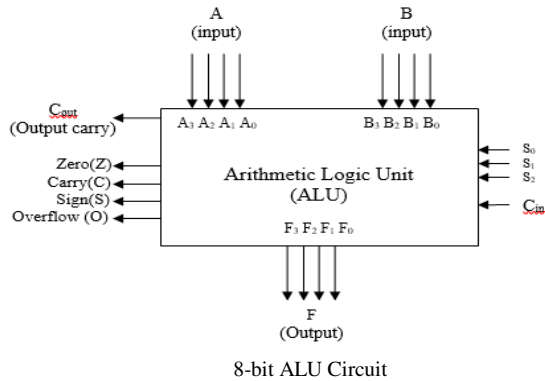 A
(input)
B
(input)
Cout
(Output carry)
A₃ A₂ A₁ A₀
B₃ B₂ B₁ B₀
S₀
S₁
S₂
Zero(Z)
Carry(C)
Sign(S)
Overflow (O)
Arithmetic Logic Unit
(ALU)
Cin
F₃ F₂ F₁ F₀
F
(Output)
8-bit ALU Circuit